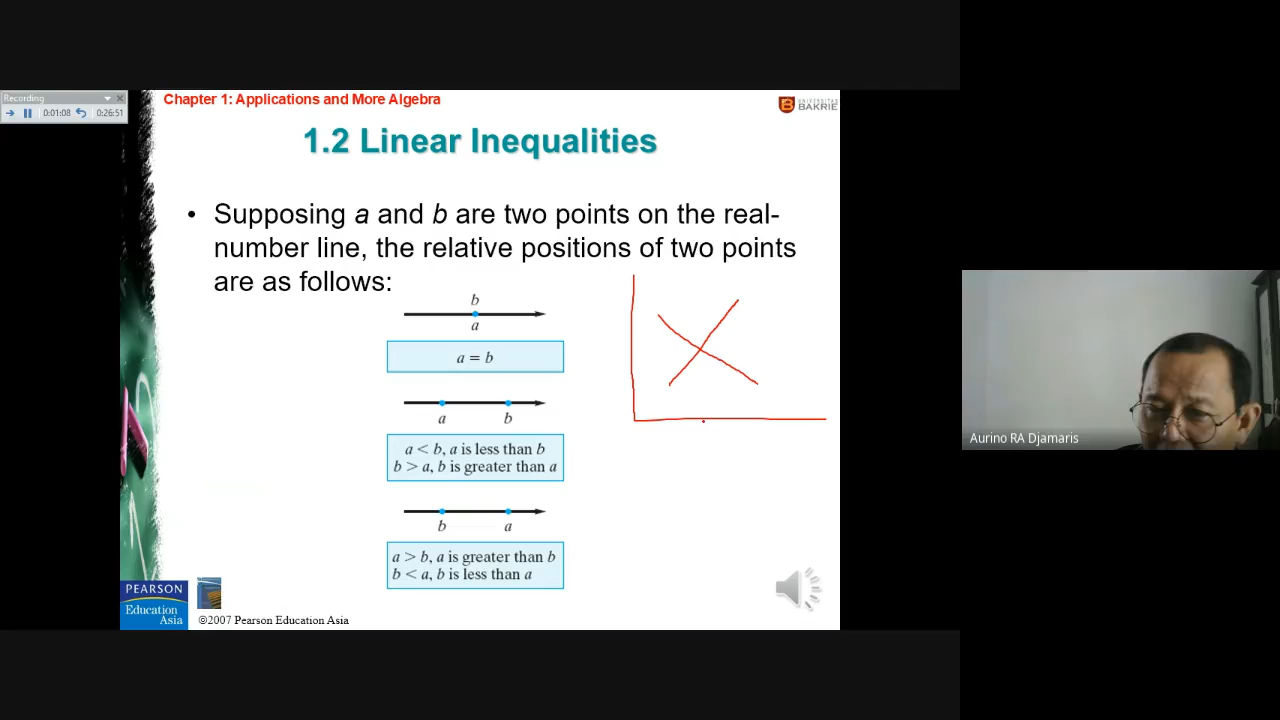 Recording
0:01:08
0:26:51
Chapter 1: Applications and More Algebra
UNIVERSITAS
BAKRIE
1.2 Linear Inequalities
• Supposing a and b are two points on the real-
number line, the relative positions of two points
are as follows:
b
a
a = b
a b
a < b, a is less than b
b > a, b is greater than a
b a
a > b, a is greater than b
b < a, b is less than a
PEARSON
Education
Asia
©2007 Pearson Education Asia
Aurino RA Djamaris